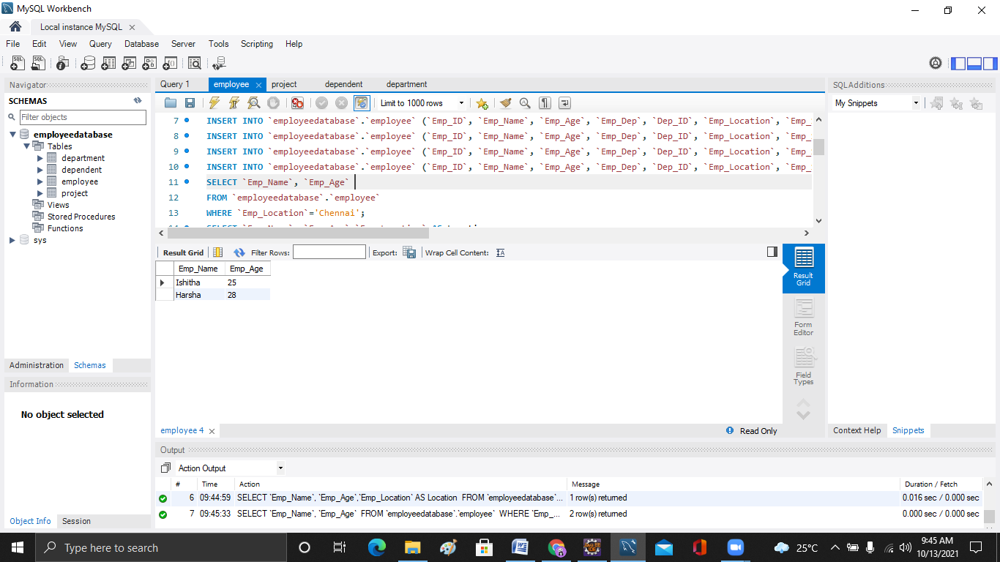 MySQL Workbench
Local instance MySQL
File Edit View Query Database Server Tools Scripting Help
Navigator
SCHEMAS
Filter objects
employeedatabase
Tables
department
dependent
employee
project
Views
Stored Procedures
Functions
sys
Administration Schemas
Information
No object selected
Object Info Session
Query 1 employee project dependent department
Limit to 1000 rows
7 INSERT INTO `employeedatabase`.`employee` (`Emp_ID`, `Emp_Name`, `Emp_Age`, `Emp_Dep`, `Dep_ID`, `Emp_Location`, `Emp_
8 INSERT INTO `employeedatabase`.`employee` (`Emp_ID`, `Emp_Name`, `Emp_Age`, `Emp_Dep`, `Dep_ID`, `Emp_Location`, `Emp_
9 INSERT INTO `employeedatabase`.`employee` (`Emp_ID`, `Emp_Name`, `Emp_Age`, `Emp_Dep`, `Dep_ID`, `Emp_Location`, `Emp_
10 INSERT INTO `employeedatabase`.`employee` (`Emp_ID`, `Emp_Name`, `Emp_Age`, `Emp_Dep`, `Dep_ID`, `Emp_Location`, `Emp_
11 SELECT `Emp_Name`, `Emp_Age`
12 FROM `employeedatabase`.`employee`
13 WHERE `Emp_Location`='Chennai';
Result Grid Filter Rows: Export: Wrap Cell Content:
Emp_Name Emp_Age
Ishitha 25
Harsha 28
Result Grid
Form Editor
Field Types
employee 4 Read Only
SQLAdditions
My Snippets
Context Help Snippets
Output
Action Output
# Time Action Message Duration / Fetch
6 09:44:59 SELECT `Emp_Name`, `Emp_Age`,`Emp_Location` AS Location FROM `employeedatabase`... 1 row(s) returned 0.016 sec / 0.000 sec
7 09:45:33 SELECT `Emp_Name`, `Emp_Age` FROM `employeedatabase`.`employee` WHERE `Emp_... 2 row(s) returned 0.000 sec / 0.000 sec
Type here to search
25°C
9:45 AM
10/13/2021